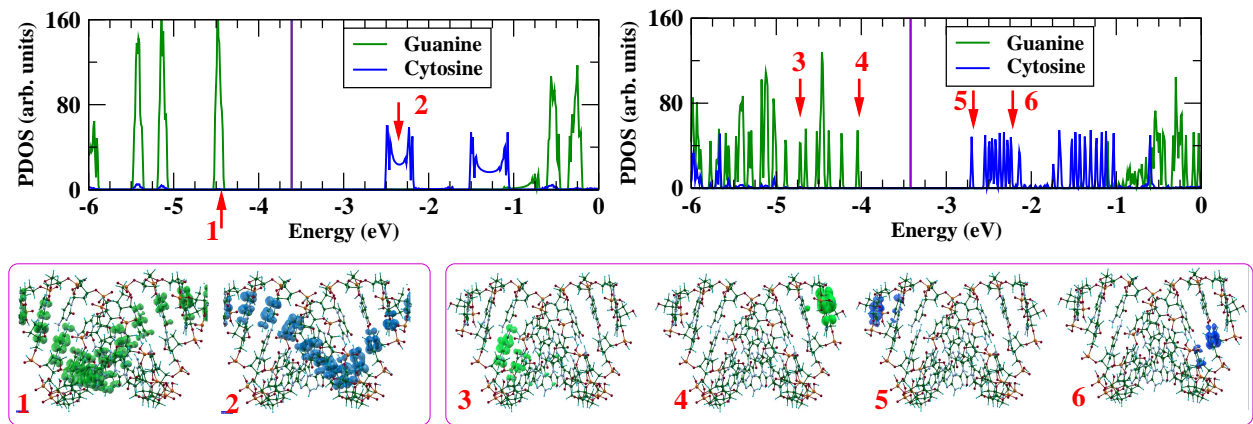 160
80
0
PDOS (arb. units)
Guanine
Cytosine
2
1
-6 -5 -4 -3 -2 -1 0
Energy (eV)
160
80
0
PDOS (arb. units)
Guanine
Cytosine
3 4
5 6
-6 -5 -4 -3 -2 -1 0
Energy (eV)
1 2 3 4 5 6